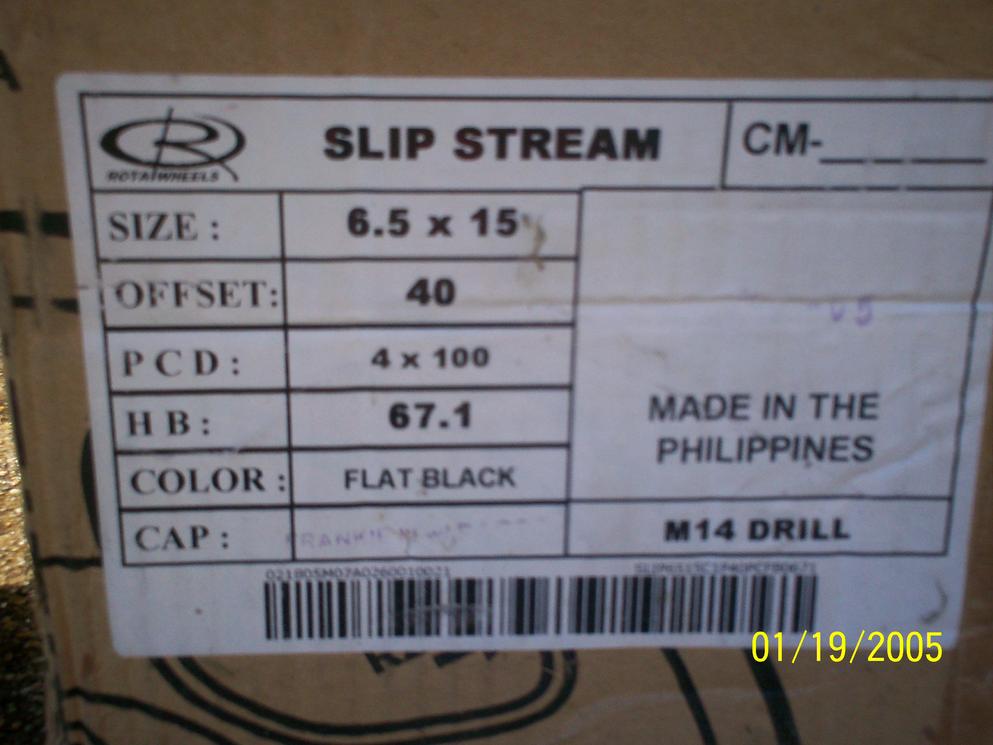 SLIP STREAM
CM-
ROTA WHEELS
SIZE : 6.5 x 15
OFFSET: 40
P C D : 4 x 100
H B : 67.1
COLOR : FLAT BLACK
CAP :
MADE IN THE
PHILIPPINES
M14 DRILL
01/19/2005